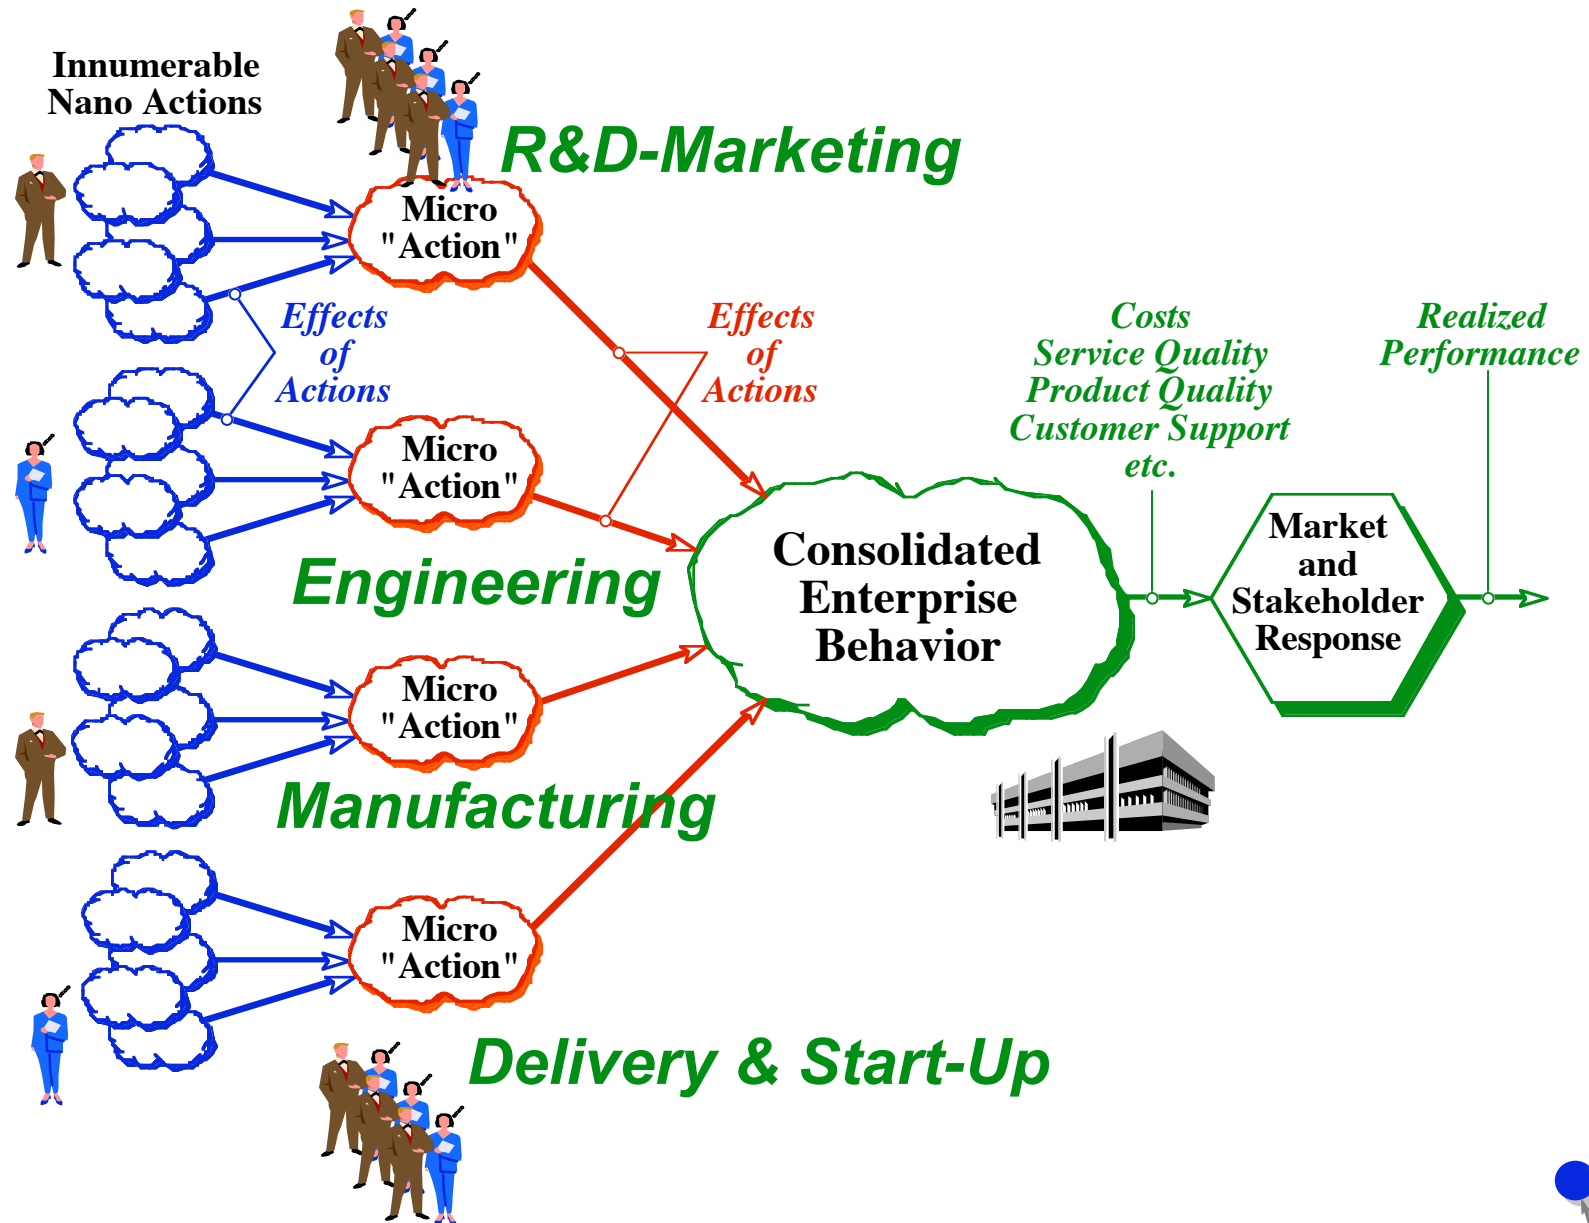 Innumerable
Nano Actions
R&D-Marketing
Micro
"Action"
Effects
of
Actions
Effects
of
Actions
Costs
Service Quality
Product Quality
Customer Support
etc.
Realized
Performance
Micro
"Action"
Engineering
Consolidated
Enterprise
Behavior
Market
and
Stakeholder
Response
Micro
"Action"
Manufacturing
Micro
"Action"
Delivery & Start-Up